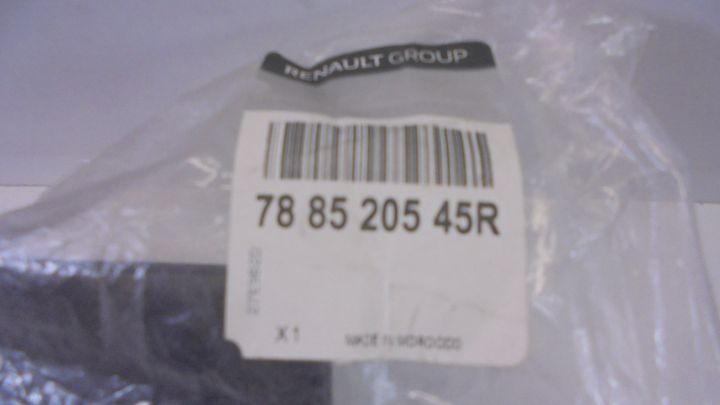 RENAULT GROUP
78 85 205 45R
X1
MADE IN MOROCCO